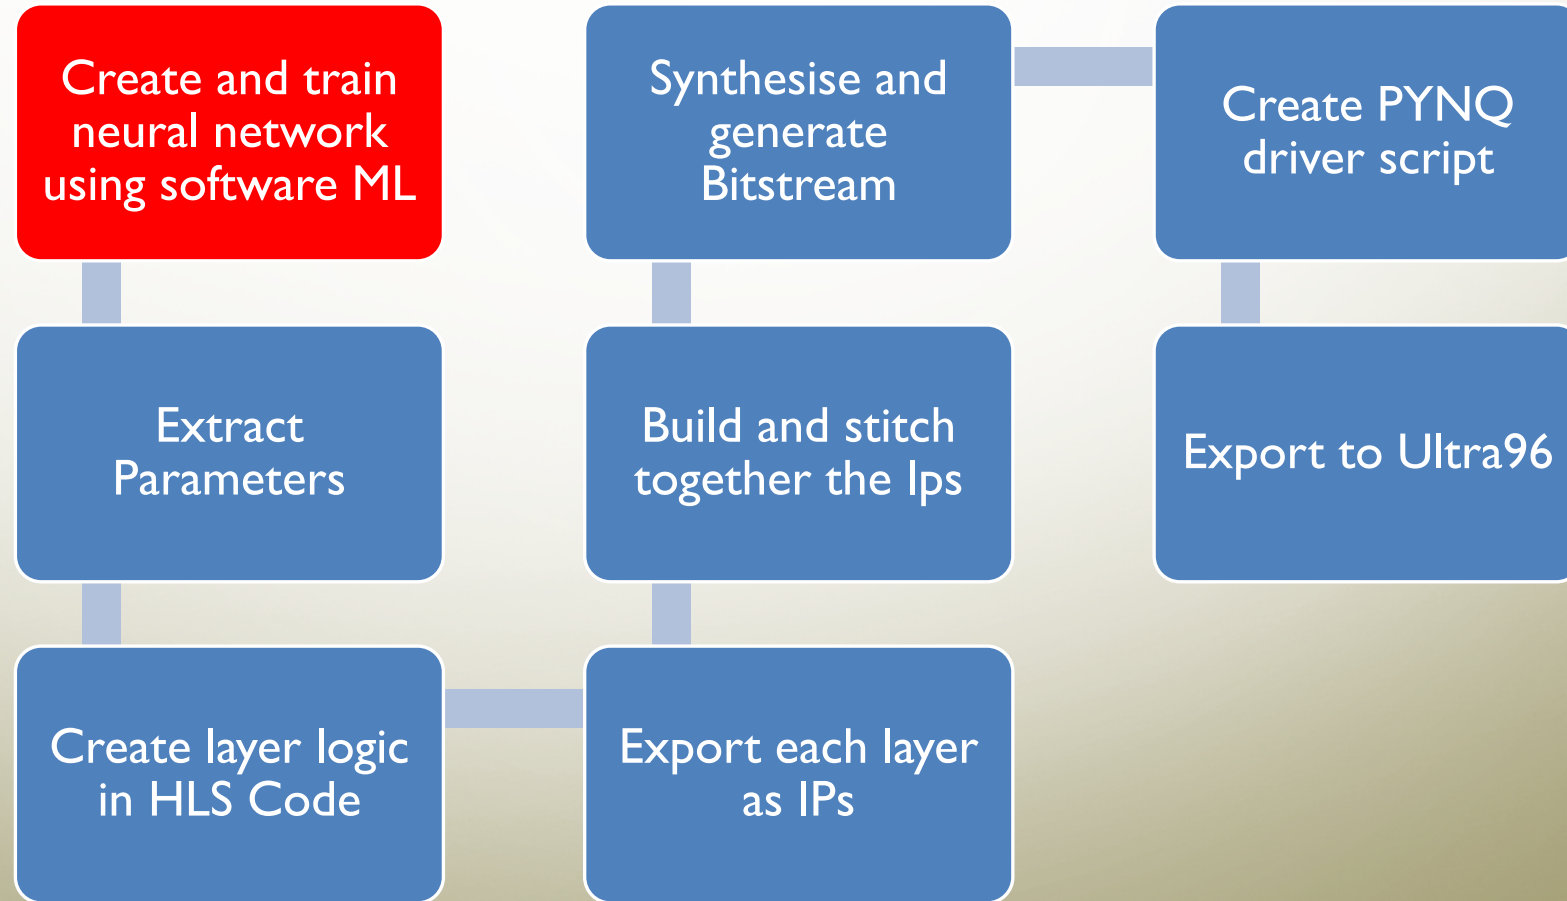 Create and train
neural network
using software ML
Extract
Parameters
Create layer logic
in HLS Code
Export each layer
as IPs
Build and stitch
together the Ips
Synthesise and
generate
Bitstream
Create PYNQ
driver script
Export to Ultra96